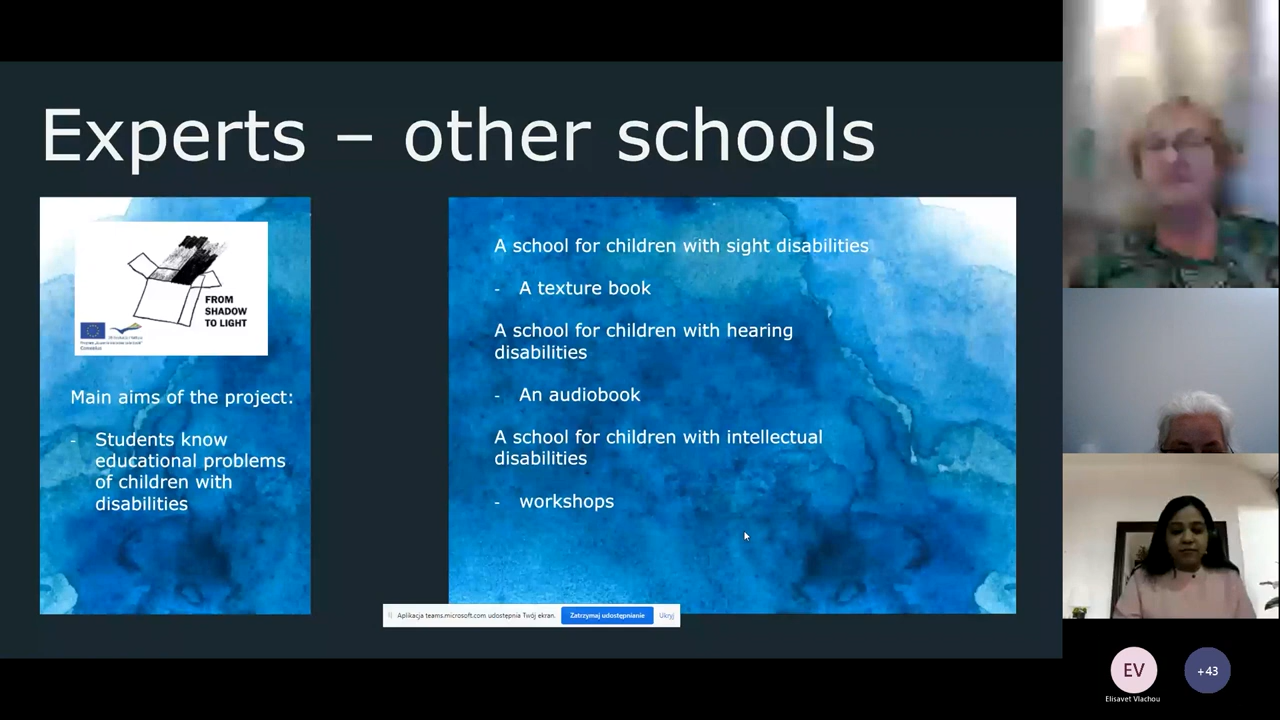 Experts – other schools
FROM
SHADOW
TO LIGHT
Comenius
Main aims of the project:
- Students know
educational problems
of children with
disabilities
A school for children with sight disabilities
- A texture book
A school for children with hearing
disabilities
- An audiobook
A school for children with intellectual
disabilities
- workshops
Aplikacja teams.microsoft.com udostępnia Twój ekran.
Zatrzymaj udostępnianie
Ukryj
EV
+43
Elisavet Vlachou